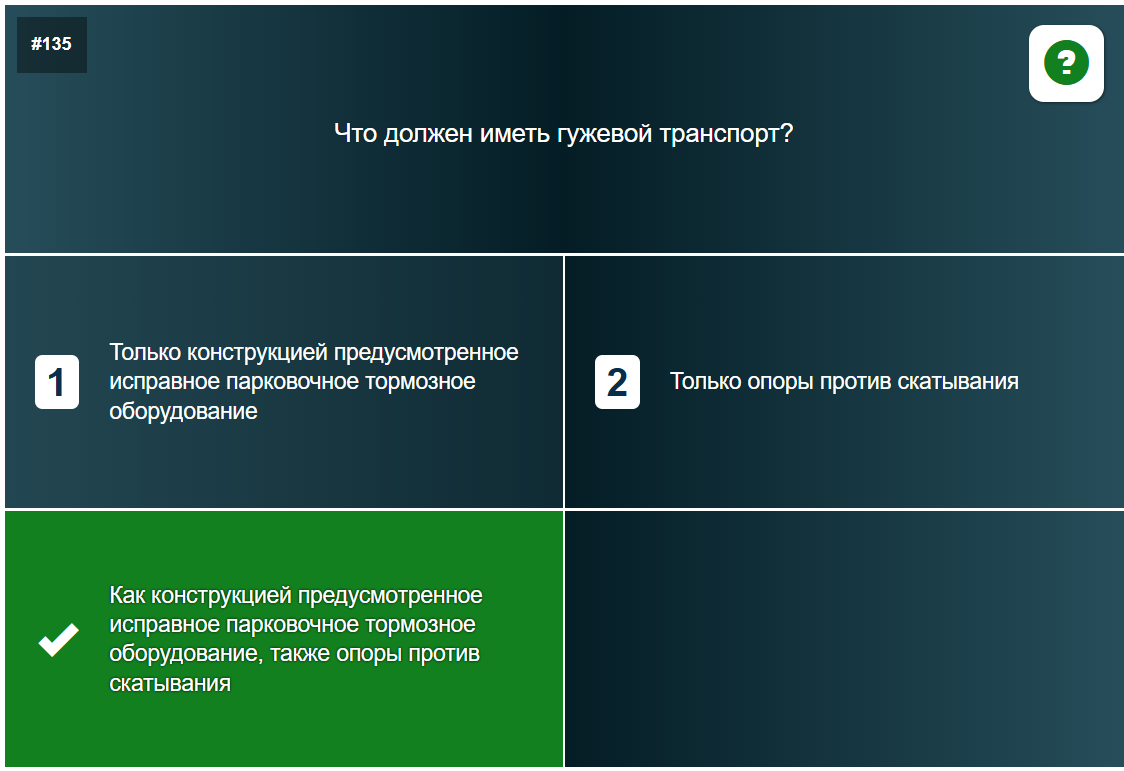 #135
?
Что должен иметь гужевой транспорт?
1
Только конструкцией предусмотренное
исправное парковочное тормозное
оборудование
2
Только опоры против скатывания
Как конструкцией предусмотренное
исправное парковочное тормозное
оборудование, также опоры против
скатывания